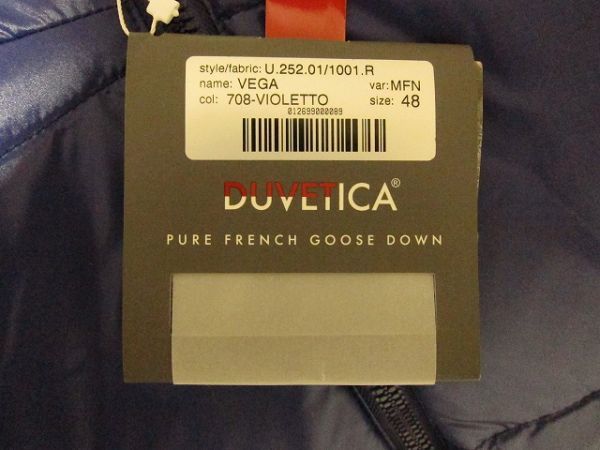 style/fabric: U.252.01/1001.R
name: VEGA var: MFN
col: 708-VIOLETTO size: 48
012699000089
DUVETICA®
PURE FRENCH GOOSE DOWN